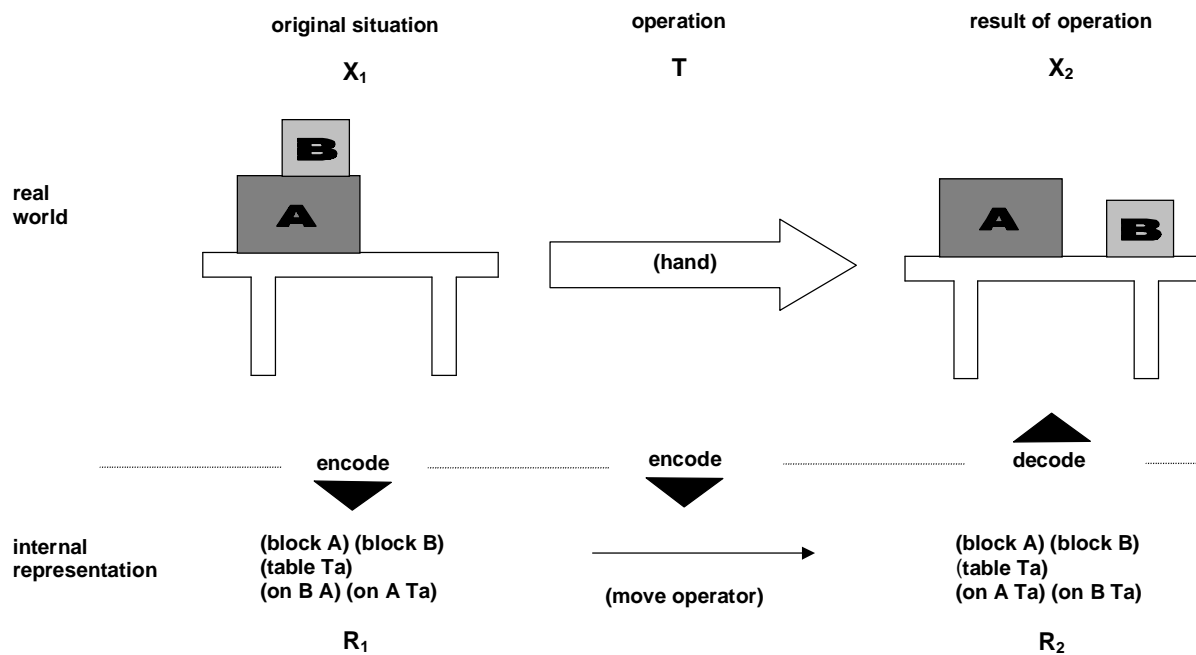 original situation
operation
result of operation
X₁
T
X₂
B
A
real
world
(hand)
A
B
encode
encode
decode
internal
representation
(block A) (block B)
(table Ta)
(on B A) (on A Ta)
(move operator)
(block A) (block B)
(table Ta)
(on A Ta) (on B Ta)
R₁
R₂